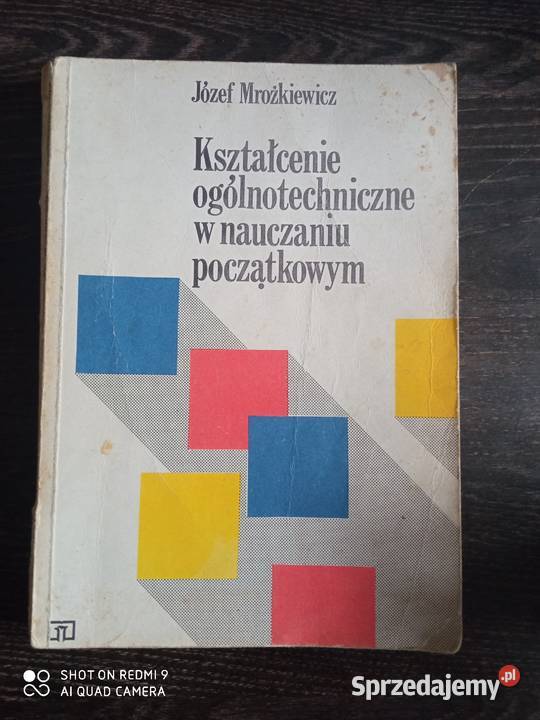 Józef Mrożkiewicz
Kształcenie
ogólnotechniczne
w nauczaniu
początkowym
SHOT ON REDMI 9
AI QUAD CAMERA
Sprzedajemy.pl